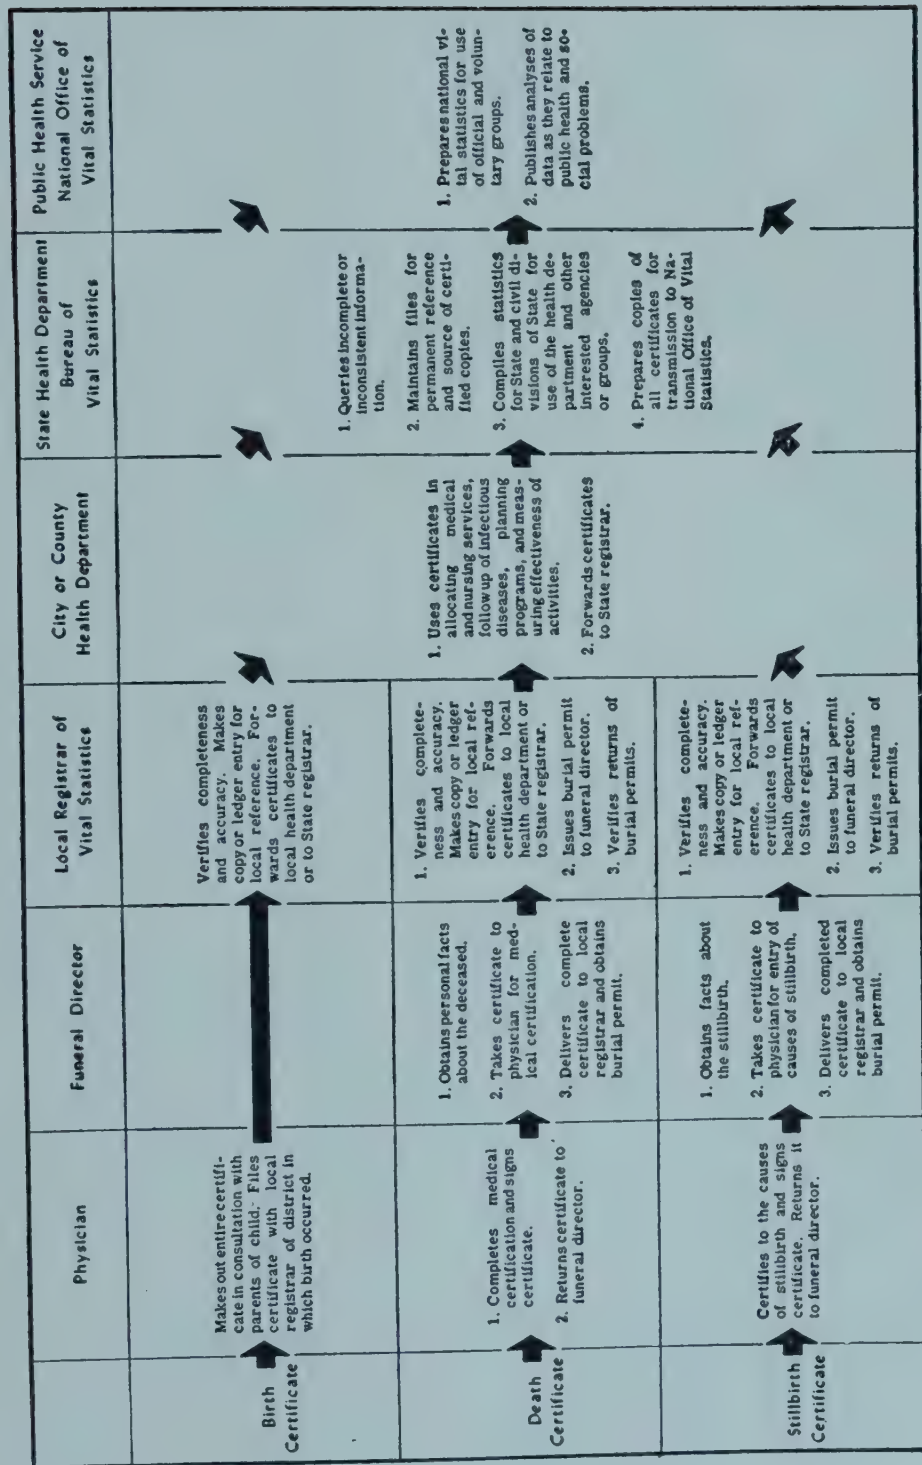 Physician
Funeral Director
Local Registrar of
Vital Statistics
City or County
Health Department
State Health Department
Bureau of
Vital Statistics
Public Health Service
National Office of
Vital Statistics
Birth
Certificate
Makes out entire certifi-
cate in consultation with
parents of child. Files
certificate with local
registrar of district in
which birth occurred.
Verifies completeness
and accuracy. Makes
copy or ledger entry for
local reference. For-
wards certificates to
local health department
or to State registrar.
Death
Certificate
1. Completes medical
certification and signs
certificate.
2. Returns certificate to
funeral director.
1. Obtains personal facts
about the deceased.
2. Takes certificate to
physician for med-
ical certification.
3. Delivers complete
certificate to local
registrar and obtains
burial permit.
1. Verifies complete-
ness and accuracy.
Makes copy or ledger
entry for local ref-
erence. Forwards
certificates to local
health department or
to State registrar.
2. Issues burial permit
to funeral director.
3. Verifies returns of
burial permits.
1. Uses certificates in
allocating medical
and nursing services,
followup of infectious
diseases, planning
programs, and meas-
uring effectiveness of
activities.
2. Forwards certificates
to State registrar.
1. Queries incomplete or
inconsistent informa-
tion.
2. Maintains files for
permanent reference
and source of certi-
fied copies.
3. Compiles statistics
for State and civil di-
visions of State for
use of the health de-
partment and other
interested agencies
or groups.
4. Prepares copies of
all certificates for
transmission to Na-
tional Office of Vital
Statistics.
1. Prepares national vi-
tal statistics for use
of official and volun-
tary groups.
2. Publishes analyses of
data as they relate to
public health and so-
cial problems.
Stillbirth
Certificate
Certifies to the causes
of stillbirth and signs
certificate. Returns it
to funeral director.
1. Obtains facts about
the stillbirth.
2. Takes certificate to
physician for entry of
causes of stillbirth.
3. Delivers completed
certificate to local
registrar and obtains
burial permit.
1. Verifies complete-
ness and accuracy.
Makes copy or ledger
entry for local ref-
erence. Forwards
certificates to local
health department or
to State registrar.
2. Issues burial permit
to funeral director.
3. Verifies returns of
burial permits.